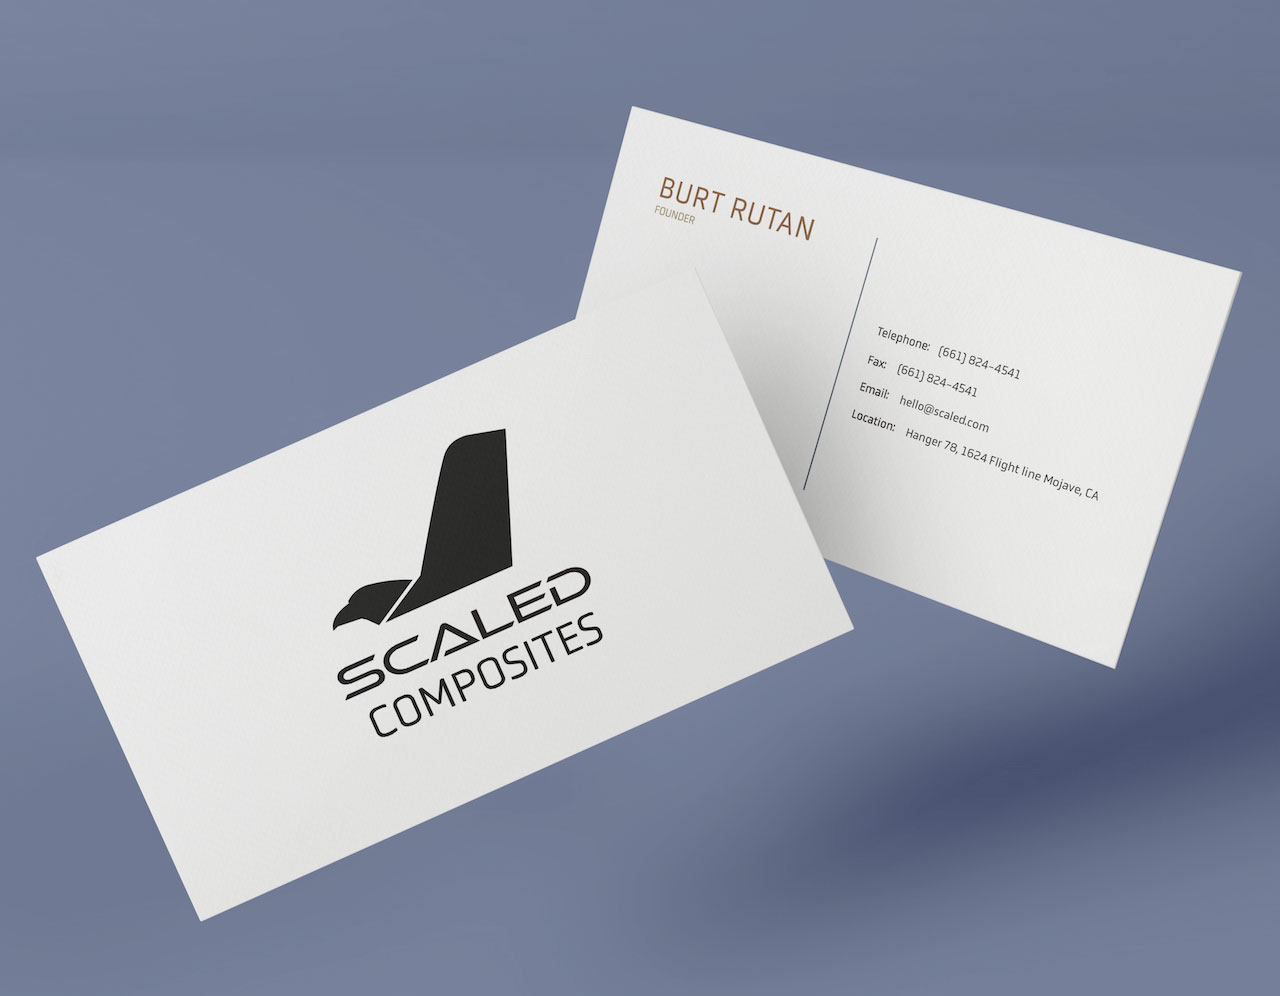 SCALED
COMPOSITES
BURT RUTAN
FOUNDER
Telephone: (661) 824-4541
Fax: (661) 824-4541
Email: hello@scaled.com
Location: Hanger 78, 1624 Flight line Mojave, CA